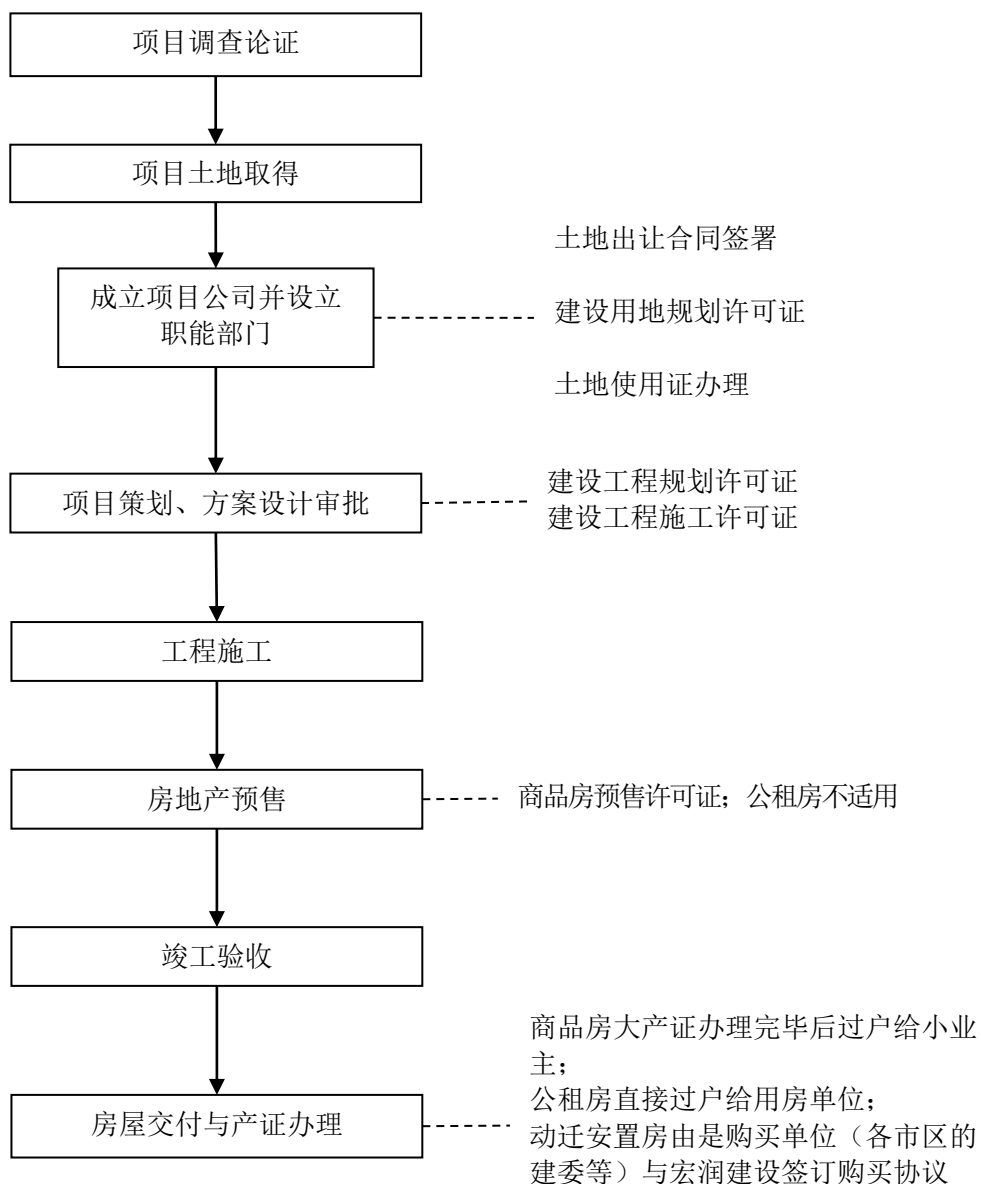 项目调查论证
项目土地取得
土地出让合同签署
成立项目公司并设立
职能部门
建设用地规划许可证
土地使用证办理
项目策划、方案设计审批
建设工程规划许可证
建设工程施工许可证
工程施工
房地产预售
商品房预售许可证；公租房不适用
竣工验收
房屋交付与产证办理
商品房大产证办理完毕后过户给小业
主；
公租房直接过户给用房单位；
动迁安置房由是购买单位（各市区的
建委等）与宏润建设签订购买协议